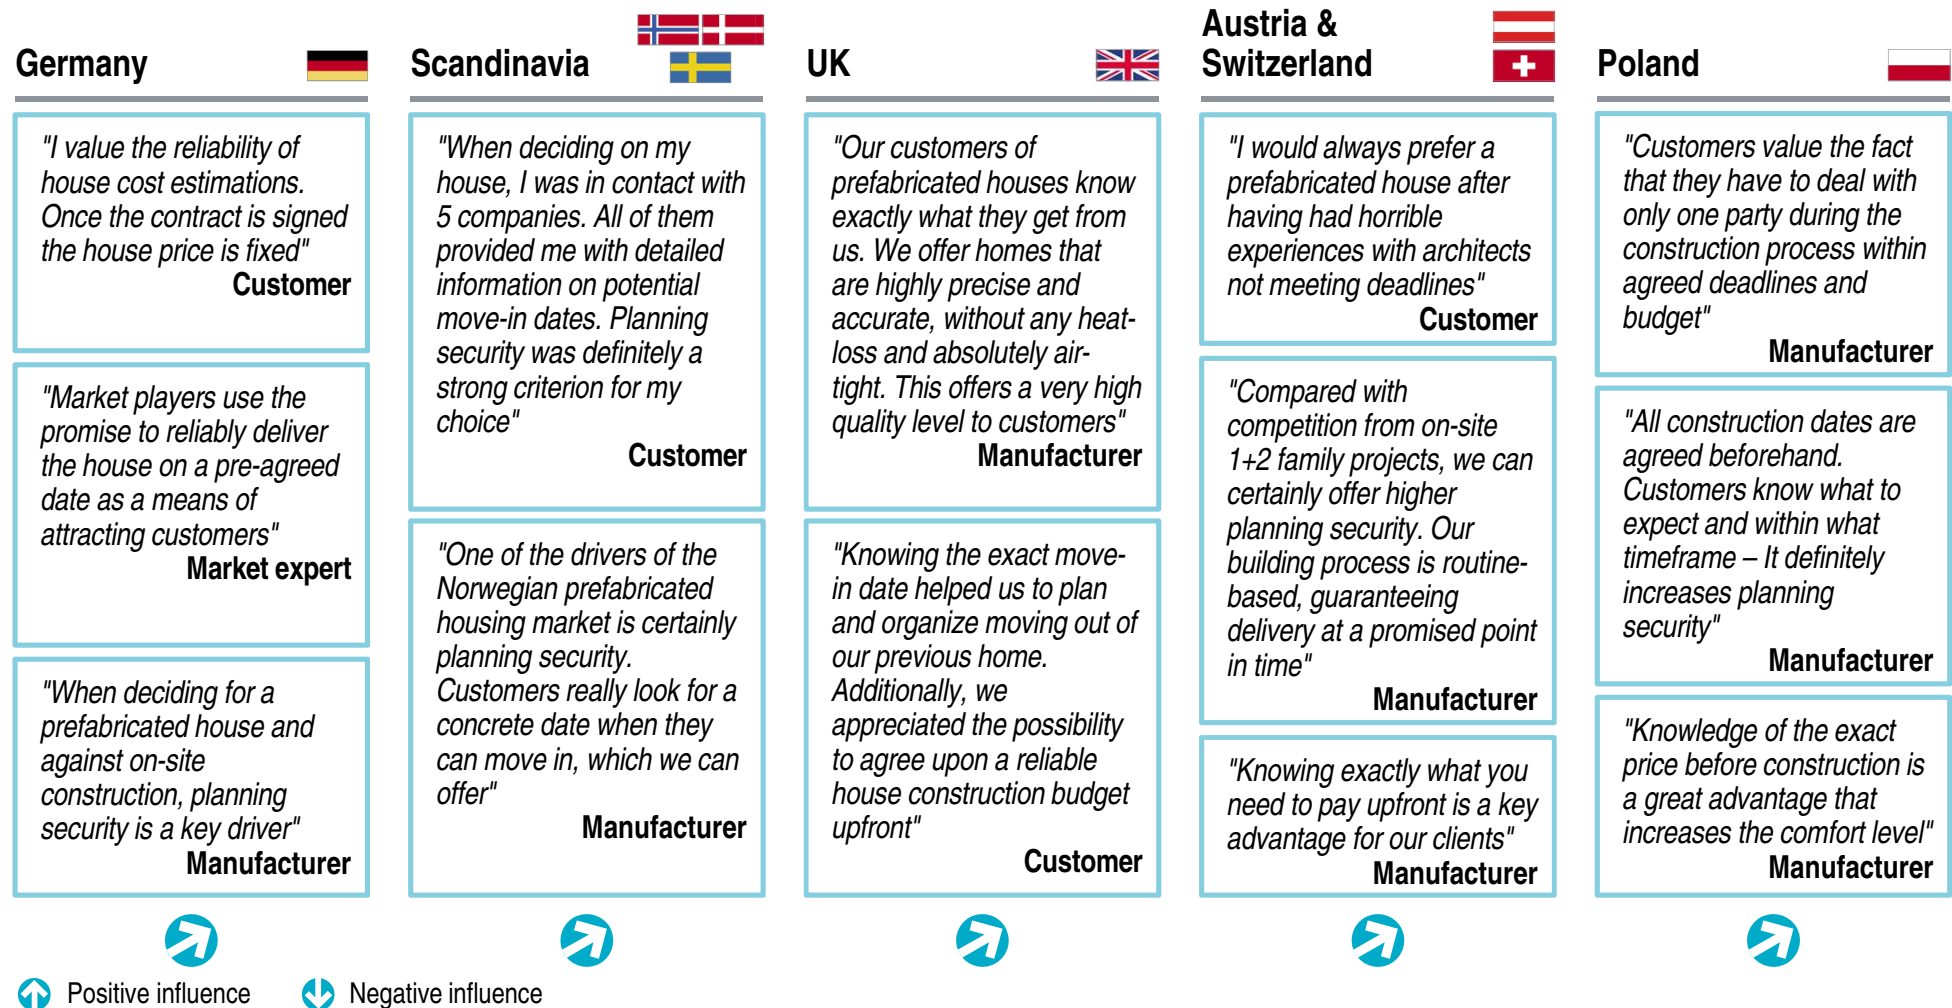 Germany
"I value the reliability of
house cost estimations.
Once the contract is signed
the house price is fixed"
Customer
"Market players use the
promise to reliably deliver
the house on a pre-agreed
date as a means of
attracting customers"
Market expert
"When deciding for a
prefabricated house and
against on-site
construction, planning
security is a key driver"
Manufacturer
Scandinavia
"When deciding on my
house, I was in contact with
5 companies. All of them
provided me with detailed
information on potential
move-in dates. Planning
security was definitely a
strong criterion for my
choice"
Customer
"One of the drivers of the
Norwegian prefabricated
housing market is certainly
planning security.
Customers really look for a
concrete date when they
can move in, which we can
offer"
Manufacturer
UK
"Our customers of
prefabricated houses know
exactly what they get from
us. We offer homes that
are highly precise and
accurate, without any heat-
loss and absolutely air-
tight. This offers a very high
quality level to customers"
Manufacturer
"Knowing the exact move-
in date helped us to plan
and organize moving out of
our previous home.
Additionally, we
appreciated the possibility
to agree upon a reliable
house construction budget
upfront"
Customer
Austria &
Switzerland
"I would always prefer a
prefabricated house after
having had horrible
experiences with architects
not meeting deadlines"
Customer
"Compared with
competition from on-site
1+2 family projects, we can
certainly offer higher
planning security. Our
building process is routine-
based, guaranteeing
delivery at a promised point
in time"
Manufacturer
"Knowing exactly what you
need to pay upfront is a key
advantage for our clients"
Manufacturer
Poland
"Customers value the fact
that they have to deal with
only one party during the
construction process within
agreed deadlines and
budget"
Manufacturer
"All construction dates are
agreed beforehand.
Customers know what to
expect and within what
timeframe – It definitely
increases planning
security"
Manufacturer
"Knowledge of the exact
price before construction is
a great advantage that
increases the comfort level"
Manufacturer
Positive influence
Negative influence